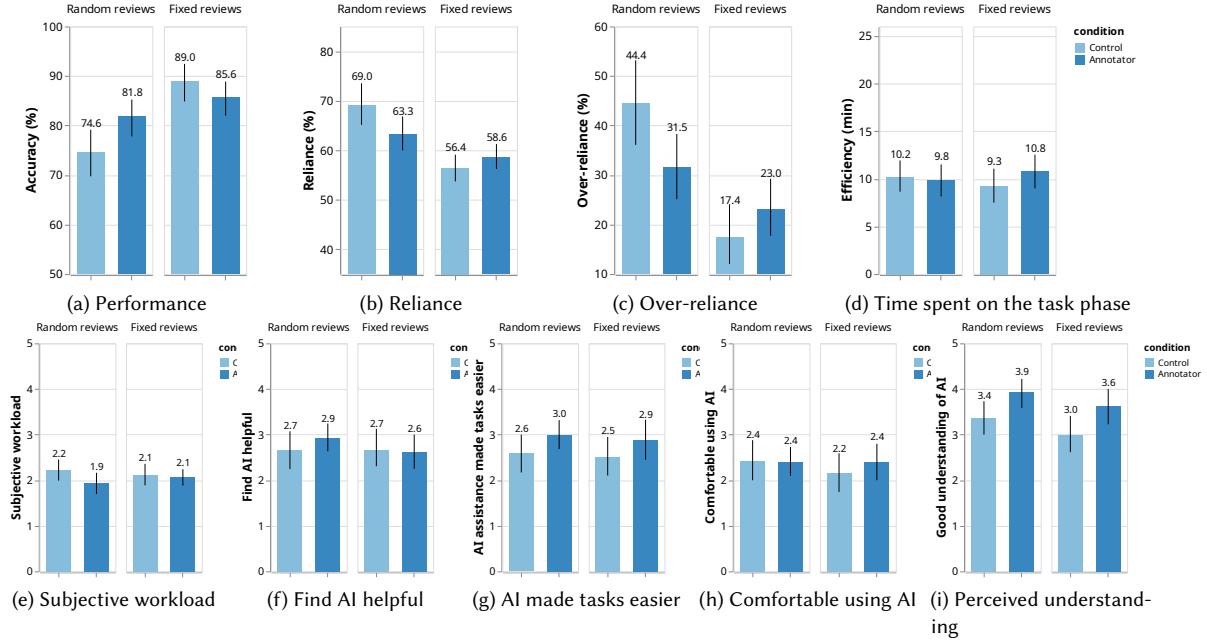 Random reviews Fixed reviews
Accuracy (%)
100
90
80
70
60
50
74.6
81.8
89.0
85.6
(a) Performance
Random reviews Fixed reviews
Reliance (%)
80
70
60
50
40
69.0
63.3
56.4
58.6
(b) Reliance
Random reviews Fixed reviews
Over-reliance (%)
60
50
40
30
20
10
44.4
31.5
17.4
23.0
(c) Over-reliance
Random reviews Fixed reviews
Efficiency (min)
25
20
15
10
5
0
10.2
9.8
9.3
10.8
condition
Control
Annotator
(d) Time spent on the task phase
Random reviews Fixed reviews
Subjective workload
5
4
3
2
1
0
2.2
1.9
2.1
2.1
con
C
A
(e) Subjective workload
Random reviews Fixed reviews
Find AI helpful
5
4
3
2
1
0
2.7
2.9
2.7
2.6
con
C
A
(f) Find AI helpful
Random reviews Fixed reviews
AI assistance made tasks easier
5
4
3
2
1
0
2.6
3.0
2.5
2.9
con
C
A
(g) AI made tasks easier
Random reviews Fixed reviews
Comfortable using AI
5
4
3
2
1
0
2.4
2.4
2.2
2.4
con
C
A
(h) Comfortable using AI
Random reviews Fixed reviews
Good understanding of AI
5
4
3
2
1
0
3.4
3.9
3.0
3.6
condition
Control
Annotator
(i) Perceived understand-
ing